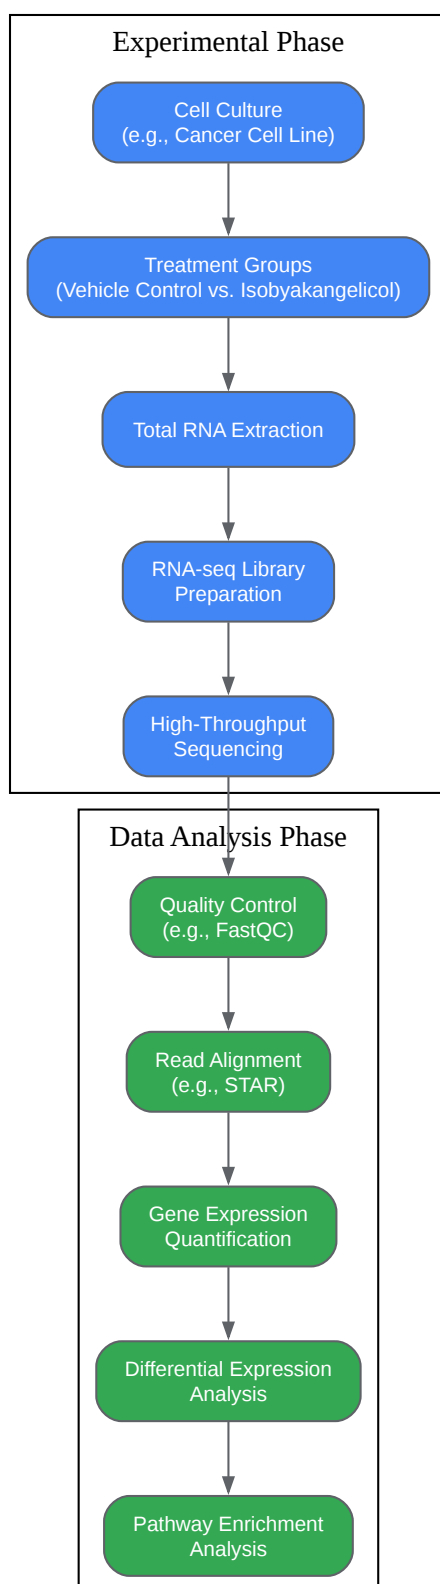 Experimental Phase
Cell Culture
(e.g., Cancer Cell Line)
Treatment Groups
(Vehicle Control vs. Isobyakangelicol)
Total RNA Extraction
RNA-seq Library
Preparation
High-Throughput
Sequencing
Data Analysis Phase
Quality Control
(e.g., FastQC)
Read Alignment
(e.g., STAR)
Gene Expression
Quantification
Differential Expression
Analysis
Pathway Enrichment
Analysis